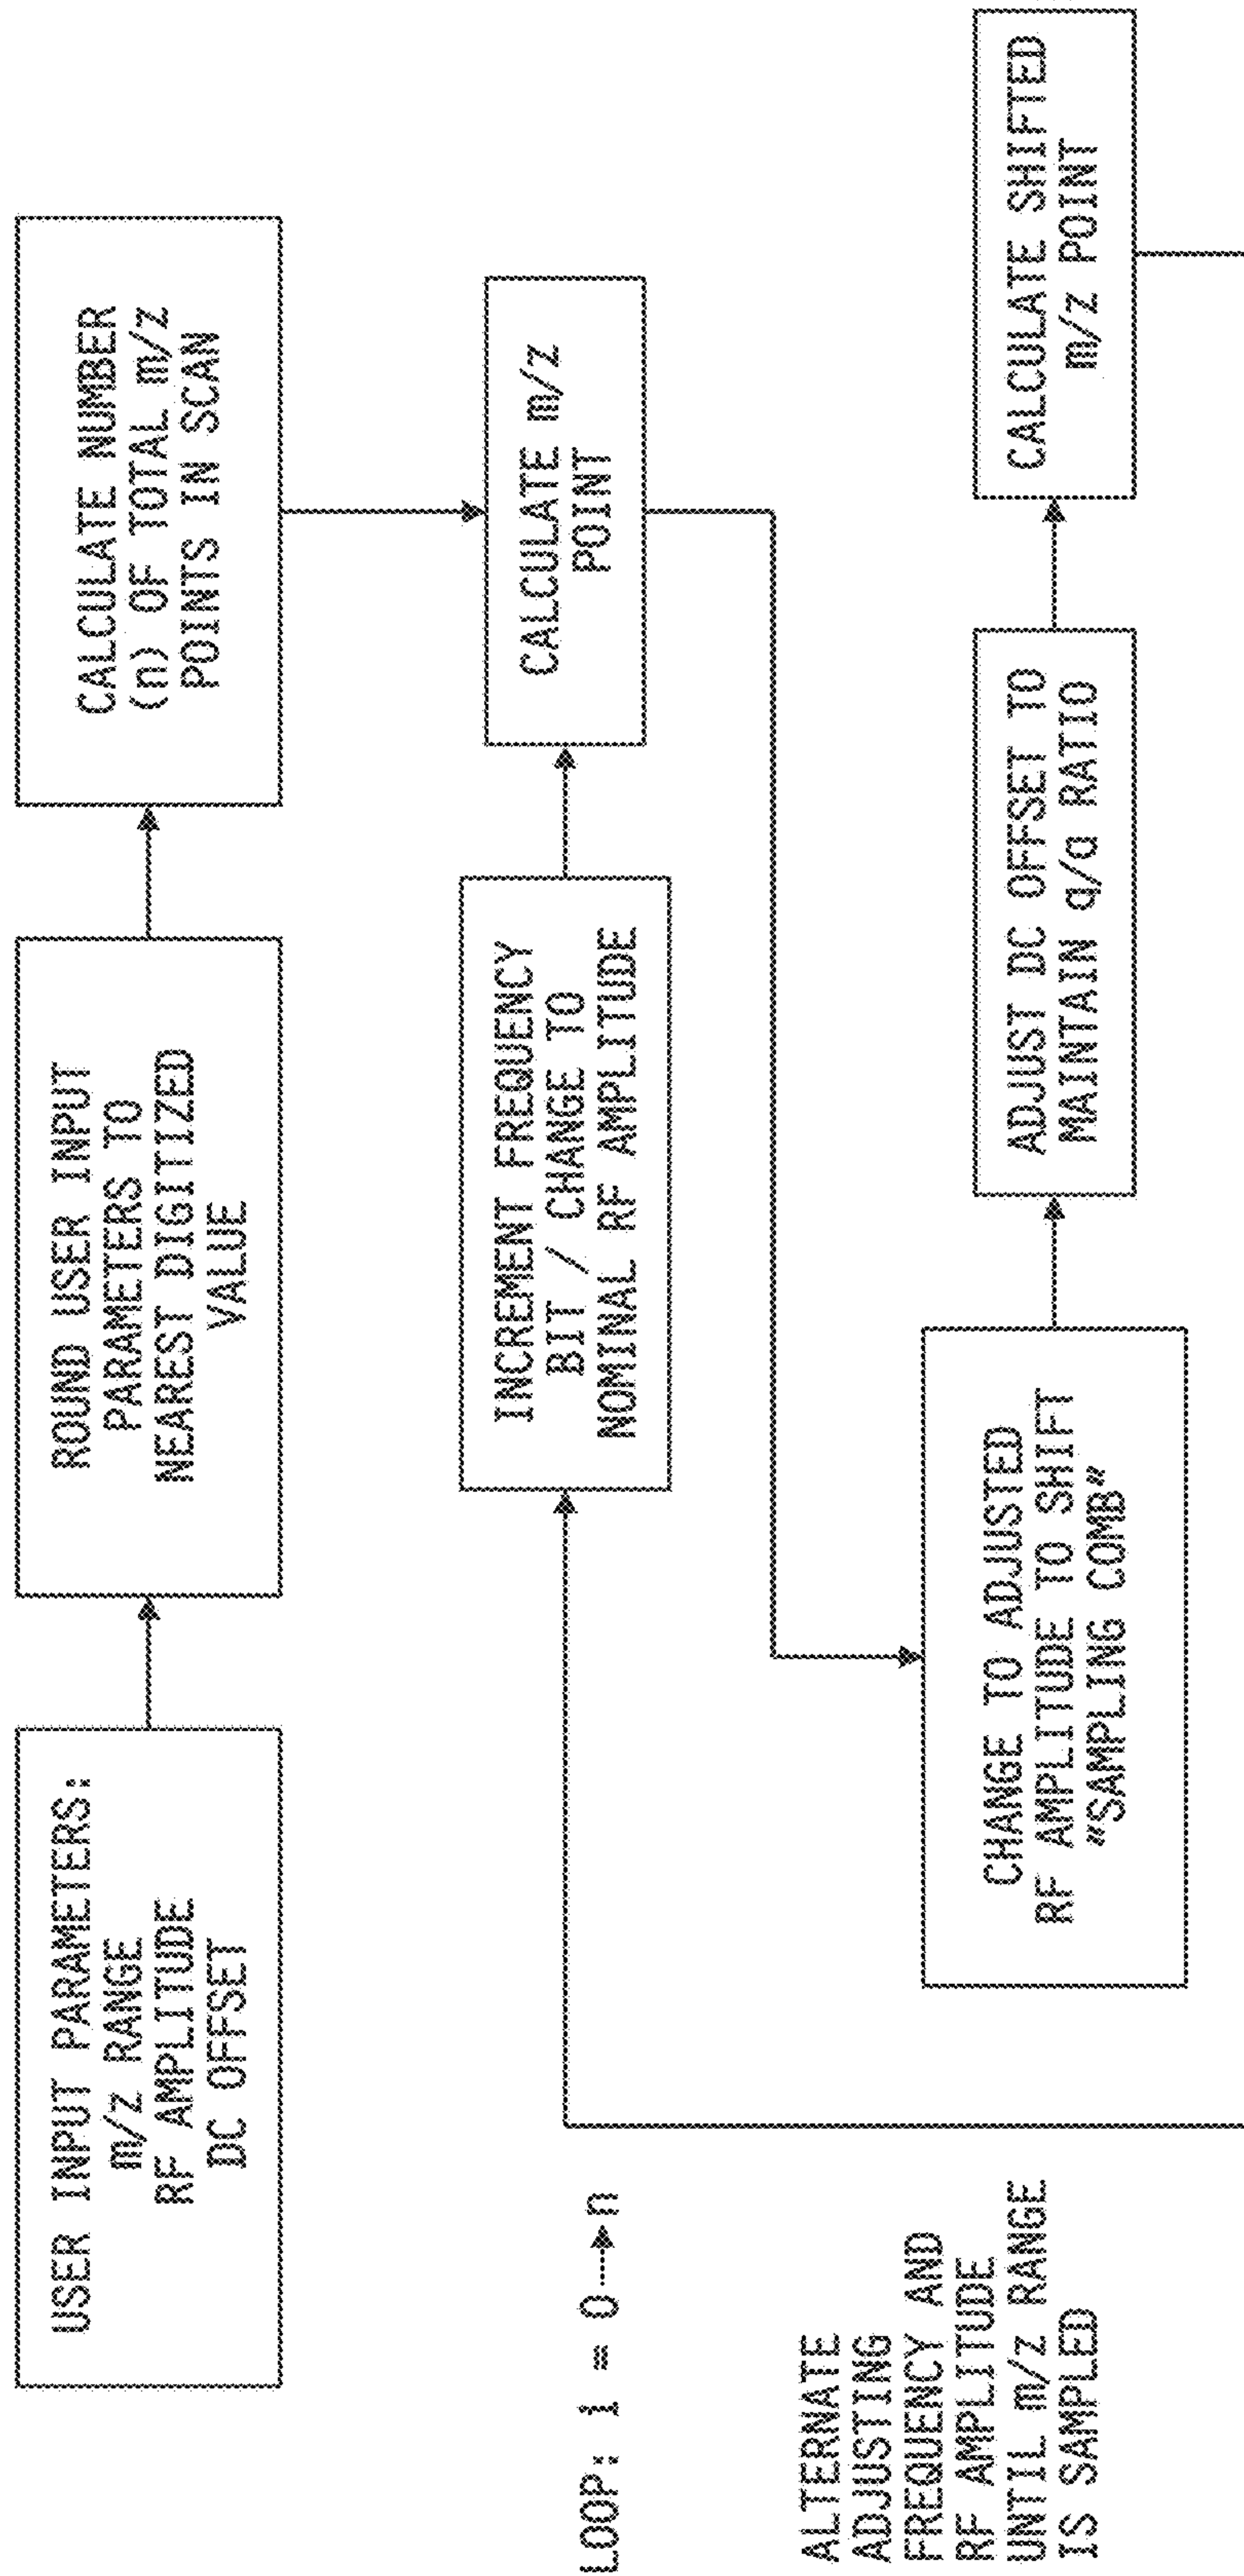 USER INPUT PARAMETERS:
m/z RANGE
RF AMPLITUDE
DC OFFSET
ROUND USER INPUT
PARAMETERS TO
NEAREST DIGITIZED
VALUE
CALCULATE NUMBER
(n) OF TOTAL m/z
POINTS IN SCAN
LOOP: i = 0→n
INCREMENT FREQUENCY
BIT / CHANGE TO
NOMINAL RF AMPLITUDE
CALCULATE m/z
POINT
ALTERNATE
ADJUSTING
FREQUENCY AND
RF AMPLITUDE
UNTIL m/z RANGE
IS SAMPLED
CHANGE TO ADJUSTED
RF AMPLITUDE TO SHIFT
"SAMPLING COMB"
ADJUST DC OFFSET TO
MAINTAIN q/a RATIO
CALCULATE SHIFTED
m/z POINT